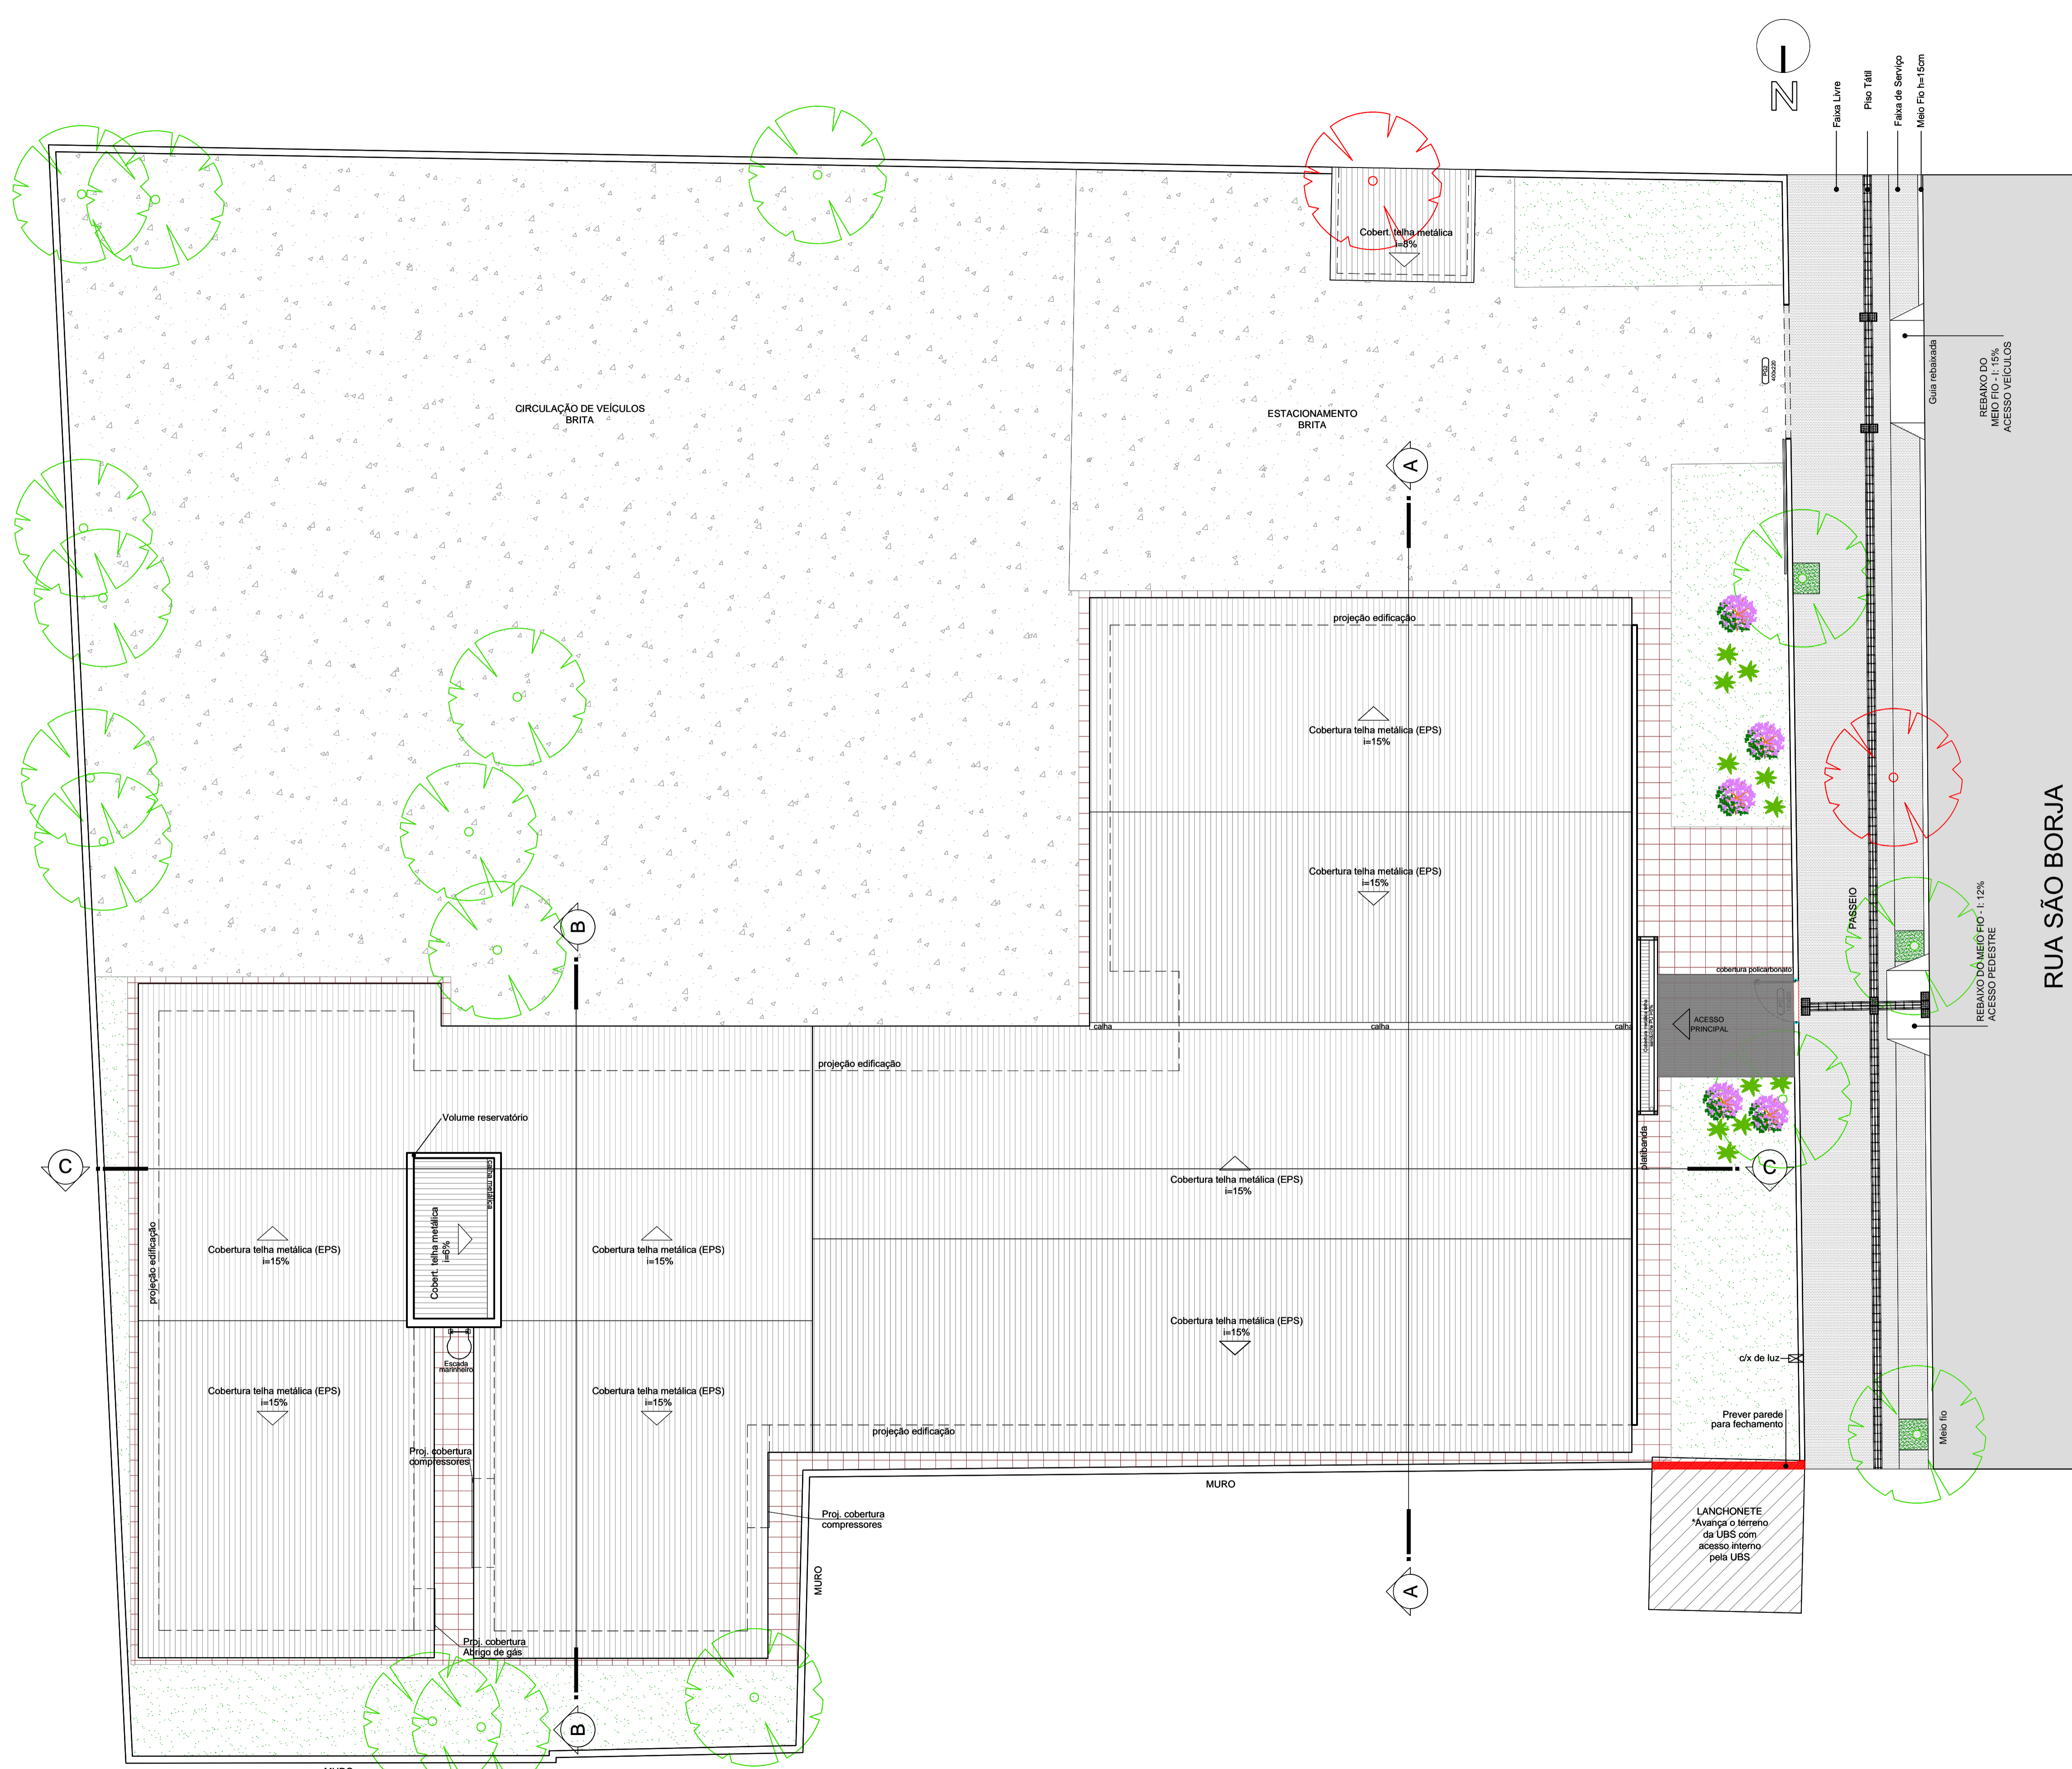 N
Faixa Livre
Piso Tátil
Faixa de Serviço
Meio Fio h=15cm
Cobert. telha metálica
i=8%
CIRCULAÇÃO DE VEÍCULOS
BRITA
ESTACIONAMENTO
BRITA
400x220
Guia rebaixada
REBAIXO DO
MEIO FIO - I: 15%
ACESSO VEÍCULOS
A
projeção edificação
Cobertura telha metálica (EPS)
i=15%
Cobertura telha metálica (EPS)
i=15%
RUA SÃO BORJA
PASSEIO
REBAIXO DO MEIO FIO - I: 12%
ACESSO PEDESTRE
B
cobertura policarbonato
ACESSO
PRINCIPAL
calha
calha
calha
projeção edificação
Volume reservatório
platibanda
C
C
calha metálica
Cobert. telha metálica
i=6%
projeção edificação
Cobertura telha metálica (EPS)
i=15%
Cobertura telha metálica (EPS)
i=15%
Cobertura telha metálica (EPS)
i=15%
Cobertura telha metálica (EPS)
i=15%
Escada
marinheiro
c/x de luz
Cobertura telha metálica (EPS)
i=15%
Cobertura telha metálica (EPS)
i=15%
Prever parede
para fechamento
Meio fio
projeção edificação
Proj. cobertura
compressores
MURO
Proj. cobertura
compressores
LANCHONETE
*Avança o terreno
da UBS com
acesso interno
pela UBS
MURO
A
Proj. cobertura
Abrigo de gás
B